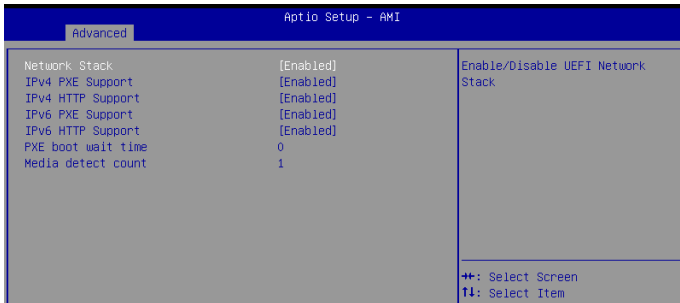 Aptio Setup – AMI
Advanced
Network Stack [Enabled]
IPv4 PXE Support [Enabled]
IPv4 HTTP Support [Enabled]
IPv6 PXE Support [Enabled]
IPv6 HTTP Support [Enabled]
PXE boot wait time 0
Media detect count 1
Enable/Disable UEFI Network
Stack
→←: Select Screen
↑↓: Select Item